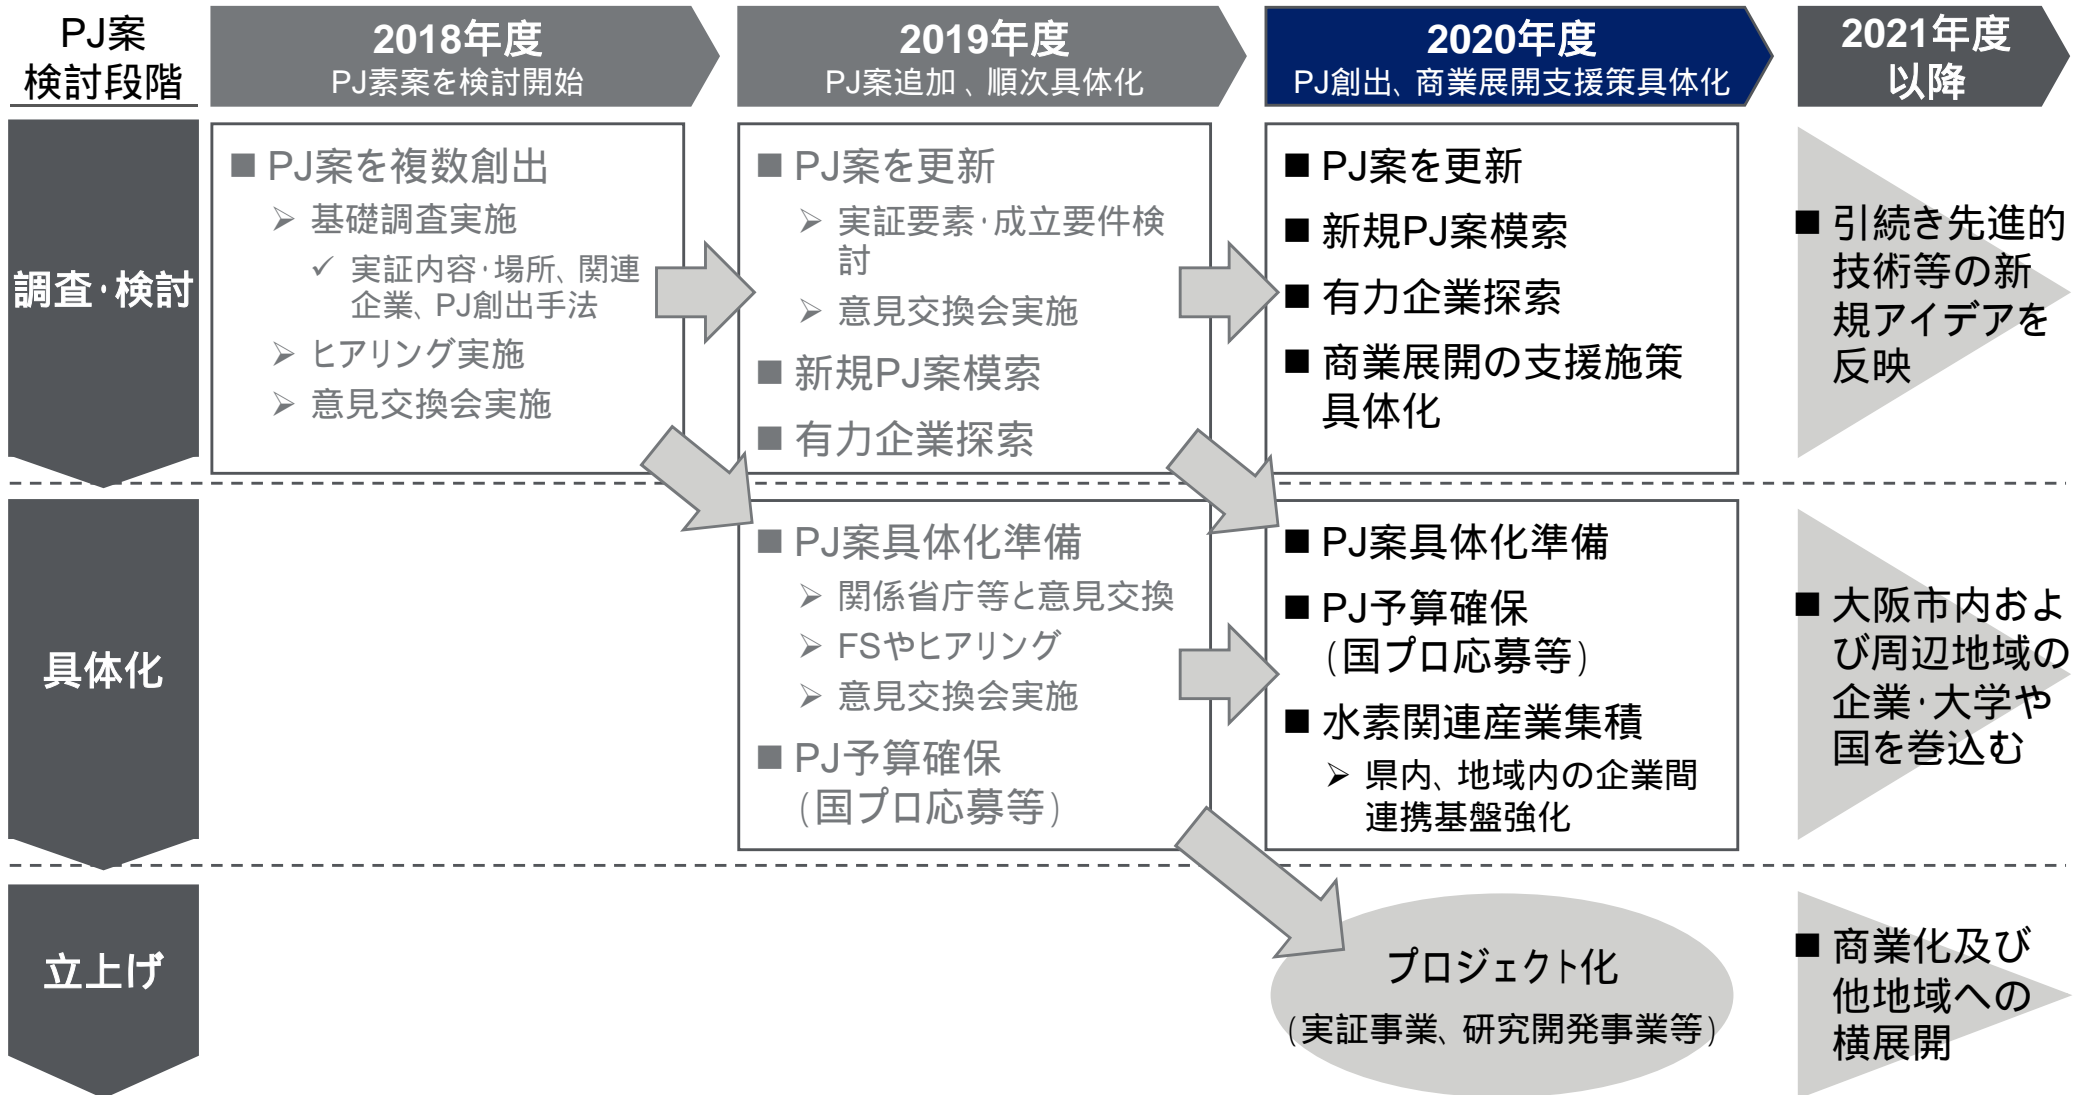 PJ案
検討段階
2018年度
PJ素案を検討開始
2019年度
PJ案追加、順次具体化
2020年度
PJ創出、商業展開支援策具体化
2021年度
以降
調査・検討
■ PJ案を複数創出
➢ 基礎調査実施
✓ 実証内容・場所、関連
企業、PJ創出手法
➢ ヒアリング実施
➢ 意見交換会実施
■ PJ案を更新
➢ 実証要素・成立要件検
討
➢ 意見交換会実施
■ 新規PJ案模索
■ 有力企業探索
■ PJ案を更新
■ 新規PJ案模索
■ 有力企業探索
■ 商業展開の支援施策
具体化
■ 引続き先進的
技術等の新
規アイデアを
反映
具体化
■ PJ案具体化準備
➢ 関係省庁等と意見交換
➢ FSやヒアリング
➢ 意見交換会実施
■ PJ予算確保
(国プロ応募等)
■ PJ案具体化準備
■ PJ予算確保
(国プロ応募等)
■ 水素関連産業集積
➢ 県内、地域内の企業間
連携基盤強化
■ 大阪市内およ
び周辺地域の
企業・大学や
国を巻込む
立上げ
プロジェクト化
(実証事業、研究開発事業等)
■ 商業化及び
他地域への
横展開